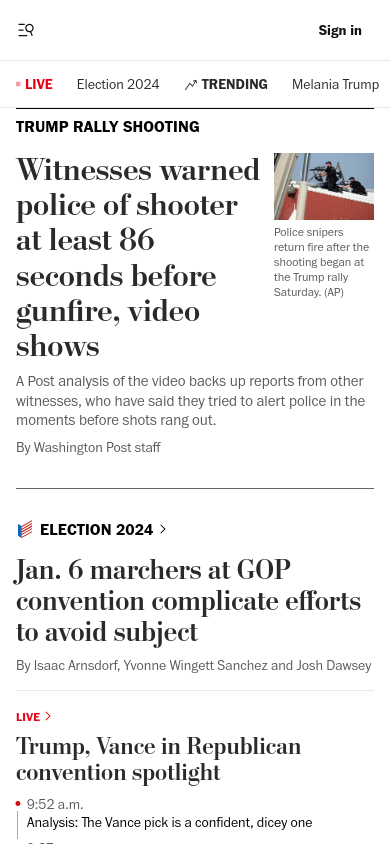 Sign in
LIVE
Election 2024
TRENDING
Melania Trump
TRUMP RALLY SHOOTING
Witnesses warned
police of shooter
at least 86
seconds before
gunfire, video
shows
Police snipers
return fire after the
shooting began at
the Trump rally
Saturday. (AP)
A Post analysis of the video backs up reports from other
witnesses, who have said they tried to alert police in the
moments before shots rang out.
By Washington Post staff
ELECTION 2024
Jan. 6 marchers at GOP
convention complicate efforts
to avoid subject
By Isaac Arnsdorf, Yvonne Wingett Sanchez and Josh Dawsey
LIVE
Trump, Vance in Republican
convention spotlight
9:52 a.m.
Analysis: The Vance pick is a confident, dicey one